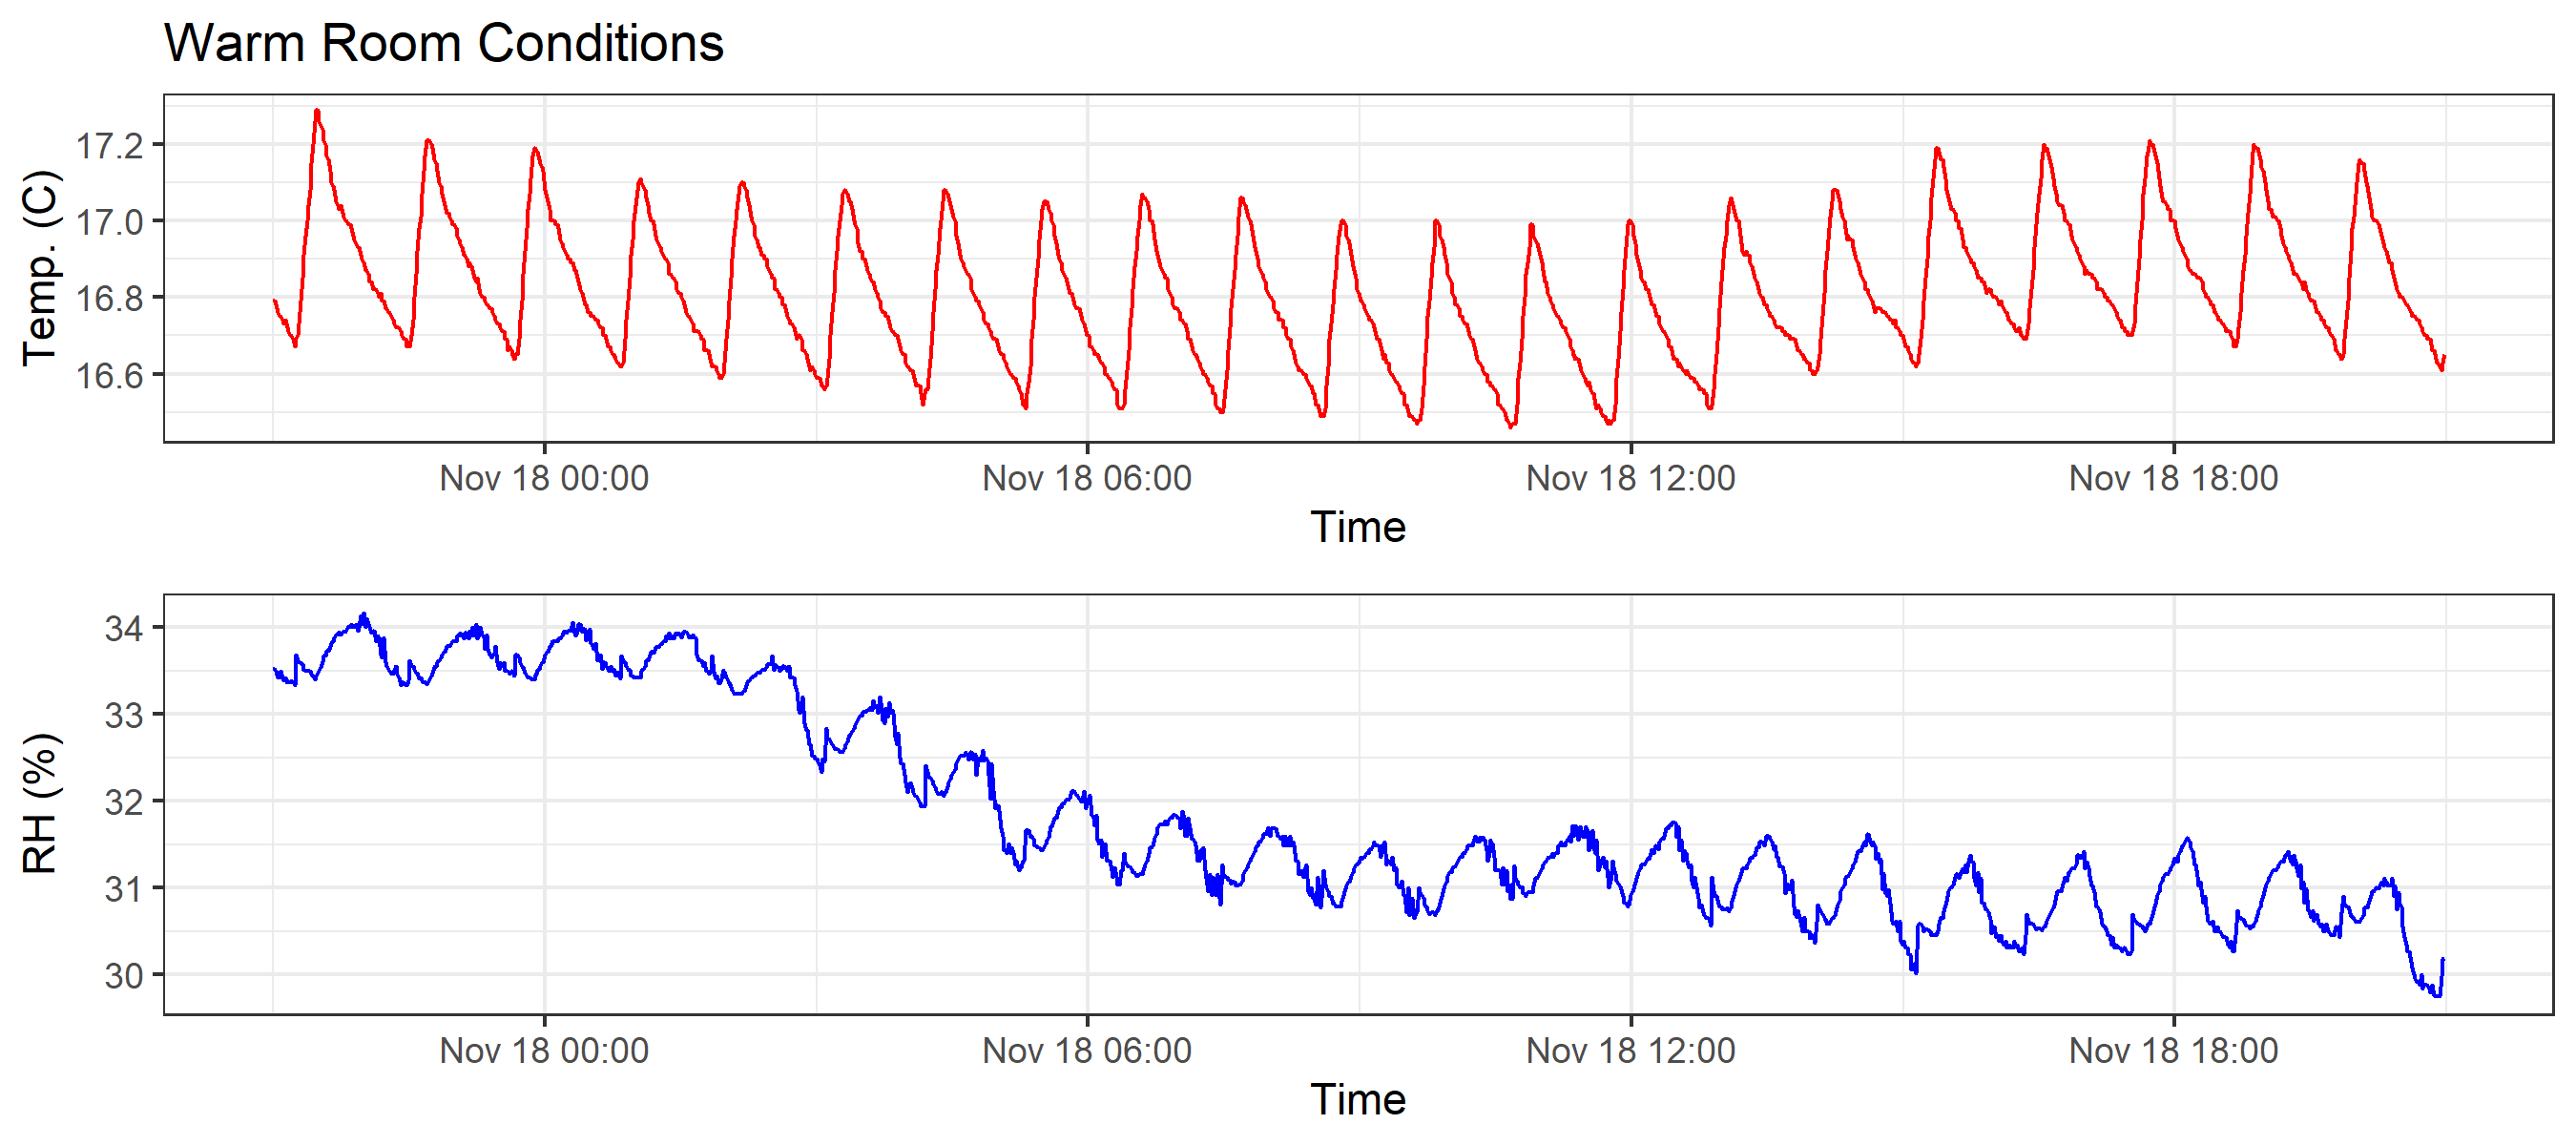 Warm Room Conditions
Temp. (C)
17.2
17.0
16.8
16.6
Nov 18 00:00 Nov 18 06:00 Nov 18 12:00 Nov 18 18:00
Time
RH (%)
34
33
32
31
30
Nov 18 00:00 Nov 18 06:00 Nov 18 12:00 Nov 18 18:00
Time